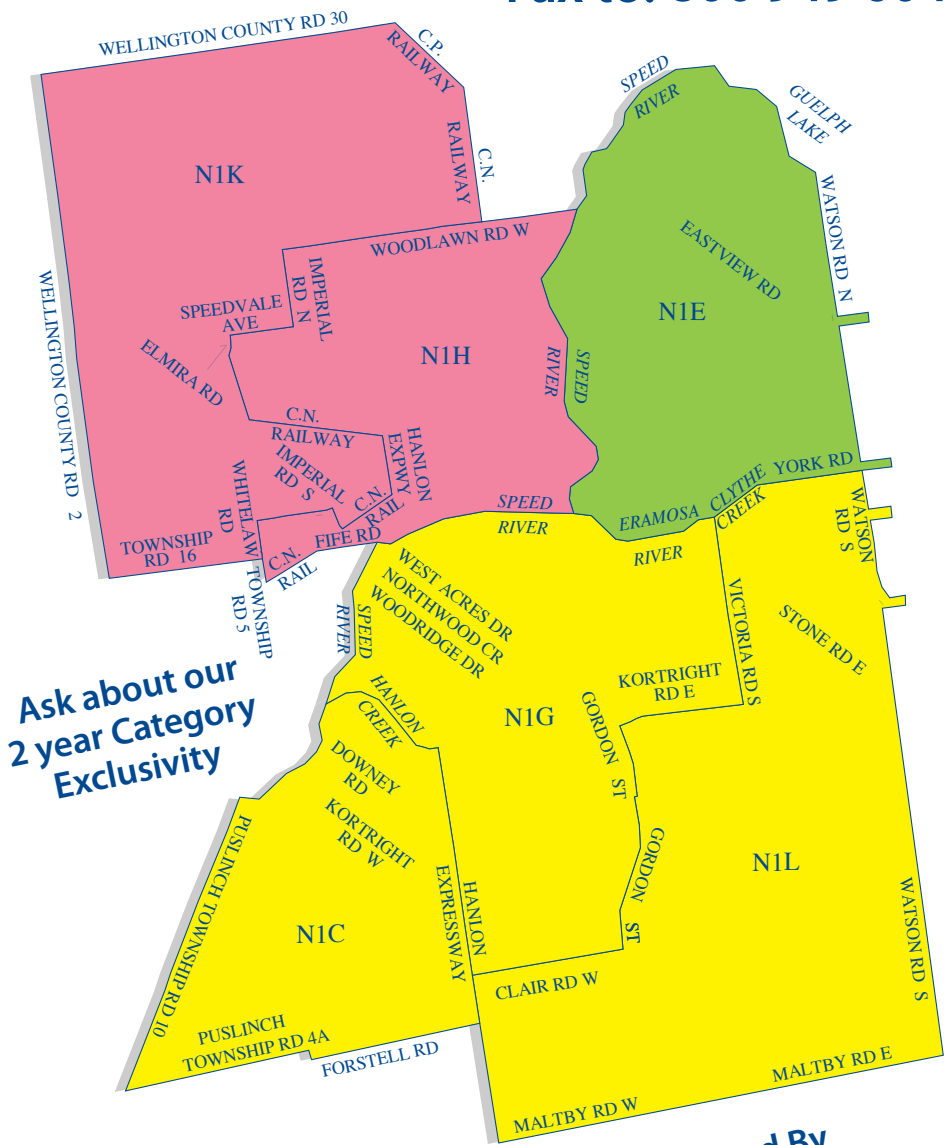 WELLINGTON COUNTY RD 30
C.P.
RAILWAY
SPEED
RIVER
GUELPH
LAKE
RAILWAY
C.N.
N1K
WATSON RD N
WOODLAWN RD W
EASTVIEW RD
WELLINGTON COUNTY RD 2
IMPERIAL
RD N
SPEEDVALE
AVE
N1E
ELMIRA RD
N1H
RIVER
SPEED
C.N.
RAILWAY
HANLON
EXPWY
IMPERIAL
RD S
C.N.
RAIL
WHITELAW
RD
YORK RD
CLYTHE
CREEK
SPEED
RIVER
ERAMOSA
RIVER
WATSON
RD S
TOWNSHIP
RD 16
FIFE RD
C.N.
RAIL
TOWNSHIP
RD 5
WEST ACRES DR
NORTHWOOD CR
WOODRIDGE DR
SPEED
RIVER
VICTORIA RD S
STONE RD E
Ask about our
2 year Category
Exclusivity
HANLON
CREEK
KORTRIGHT
RD E
N1G
GORDON ST
DOWNEY
RD
KORTRIGHT
RD W
PUSLINCH TOWNSHIP RD 10
GORDON
ST
N1L
HANLON
EXPRESSWAY
N1C
WATSON RD S
CLAIR RD W
PUSLINCH
TOWNSHIP RD 4A
FORSTELL RD
MALTBY RD E
MALTBY RD W
By